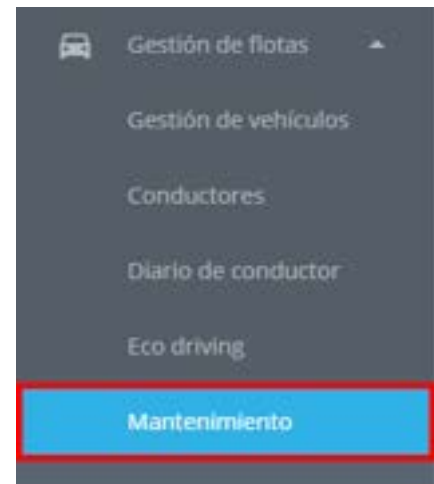 Gestión de flotas
Gestión de vehículos
Conductores
Diario de conductor
Eco driving
Mantenimiento